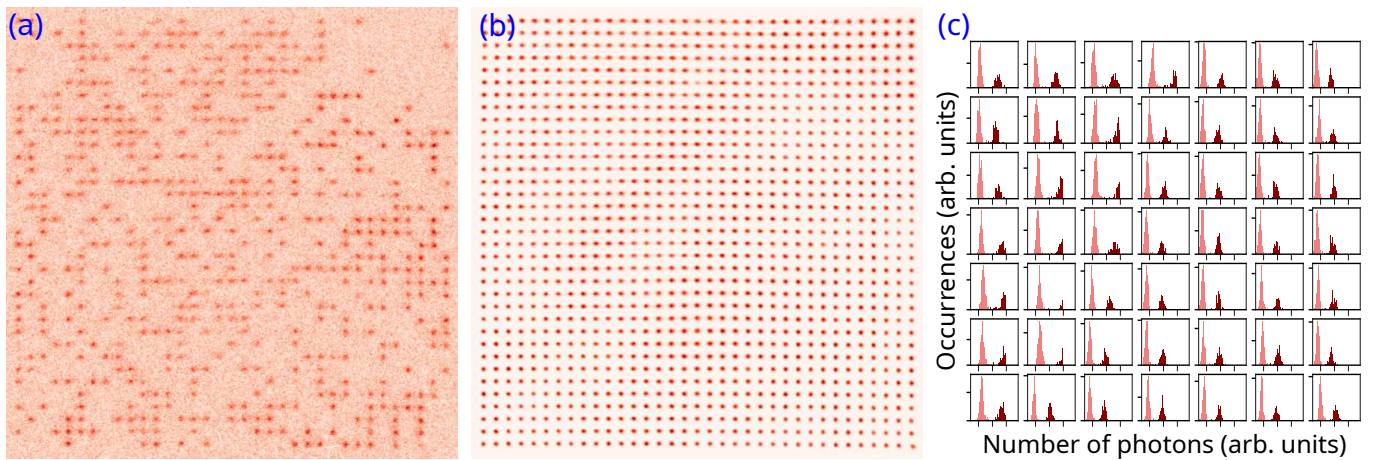 (a)
(b)
(c)
Occurrences (arb. units)
Number of photons (arb. units)